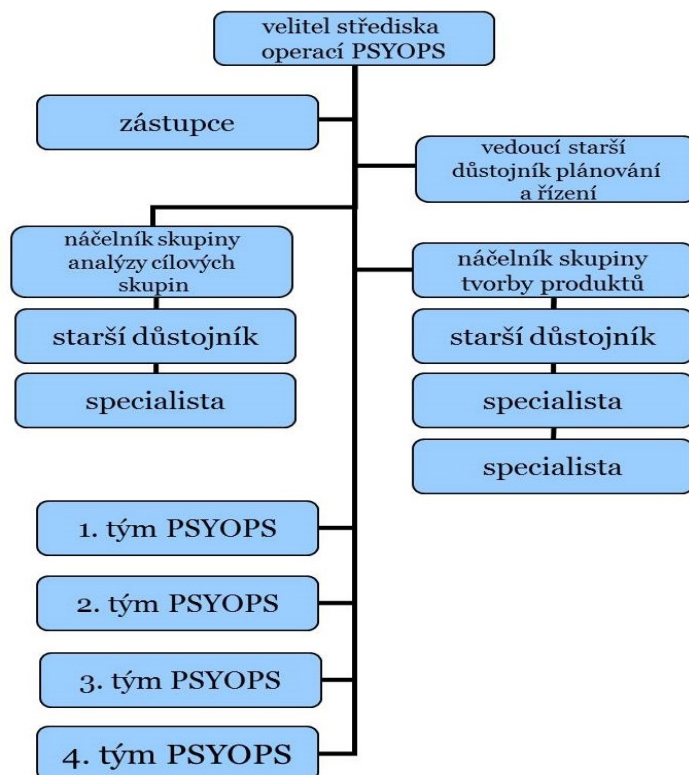 velitel střediska
operací PSYOPS
zástupce
vedoucí starší
důstojník plánování
a řízení
náčelník skupiny
analýzy cílových
skupin
starší důstojník
specialista
náčelník skupiny
tvorby produktů
starší důstojník
specialista
specialista
1. tým PSYOPS
2. tým PSYOPS
3. tým PSYOPS
4. tým PSYOPS